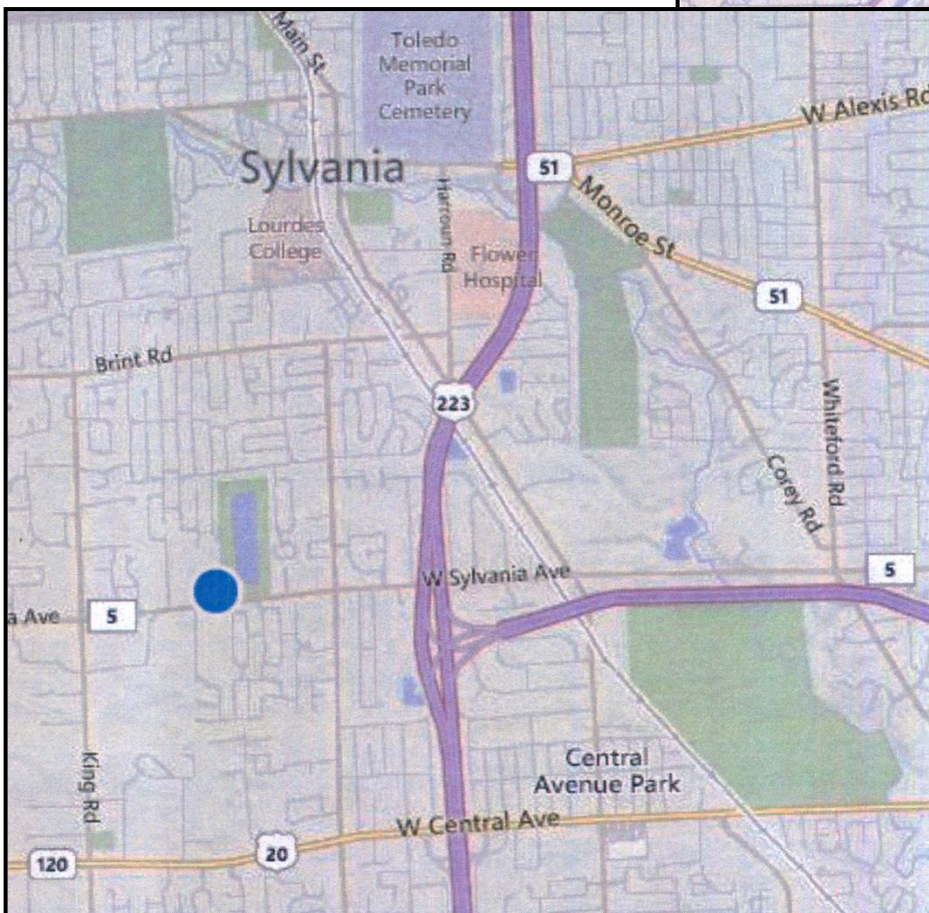 Main St
Toledo
Memorial
Park
Cemetery
W Alexis Rd
Sylvania
51
Monroe St
Harroun Rd
Lourdes
College
Flower
Hospital
51
Brint Rd
223
Whiteford Rd
Corey Rd
W Sylvania Ave
5
a Ave
5
King Rd
Central
Avenue Park
W Central Ave
20
120